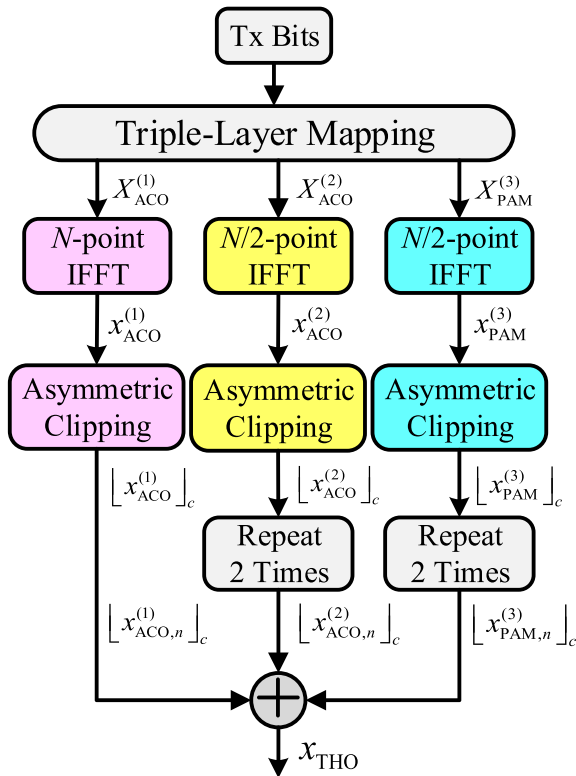 Tx Bits
Triple-Layer Mapping
X_ACO^(1) X_ACO^(2) X_PAM^(3)
N-point
IFFT
N/2-point
IFFT
N/2-point
IFFT
x_ACO^(1) x_ACO^(2) x_PAM^(3)
Asymmetric
Clipping
Asymmetric
Clipping
Asymmetric
Clipping
⌊x_ACO^(1)⌋_c ⌊x_ACO^(2)⌋_c ⌊x_PAM^(3)⌋_c
Repeat
2 Times
Repeat
2 Times
⌊x_ACO,n^(1)⌋_c ⌊x_ACO,n^(2)⌋_c ⌊x_PAM,n^(3)⌋_c
+
x_THO